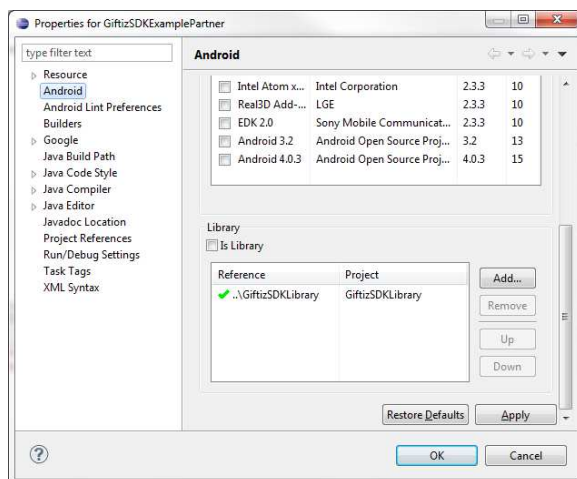 Properties for GiftizSDKExamplePartner
type filter text
Resource
Android
Android Lint Preferences
Builders
Google
Java Build Path
Java Code Style
Java Compiler
Java Editor
Javadoc Location
Project References
Run/Debug Settings
Task Tags
XML Syntax
Android
Intel Atom x... Intel Corporation 2.3.3 10
Real3D Add-... LGE 2.3.3 10
EDK 2.0 Sony Mobile Communicat... 2.3.3 10
Android 3.2 Android Open Source Proj... 3.2 13
Android 4.0.3 Android Open Source Proj... 4.0.3 15
Library
Is Library
Reference Project
..\GiftizSDKLibrary GiftizSDKLibrary
Add...
Remove
Up
Down
Restore Defaults Apply
? OK Cancel